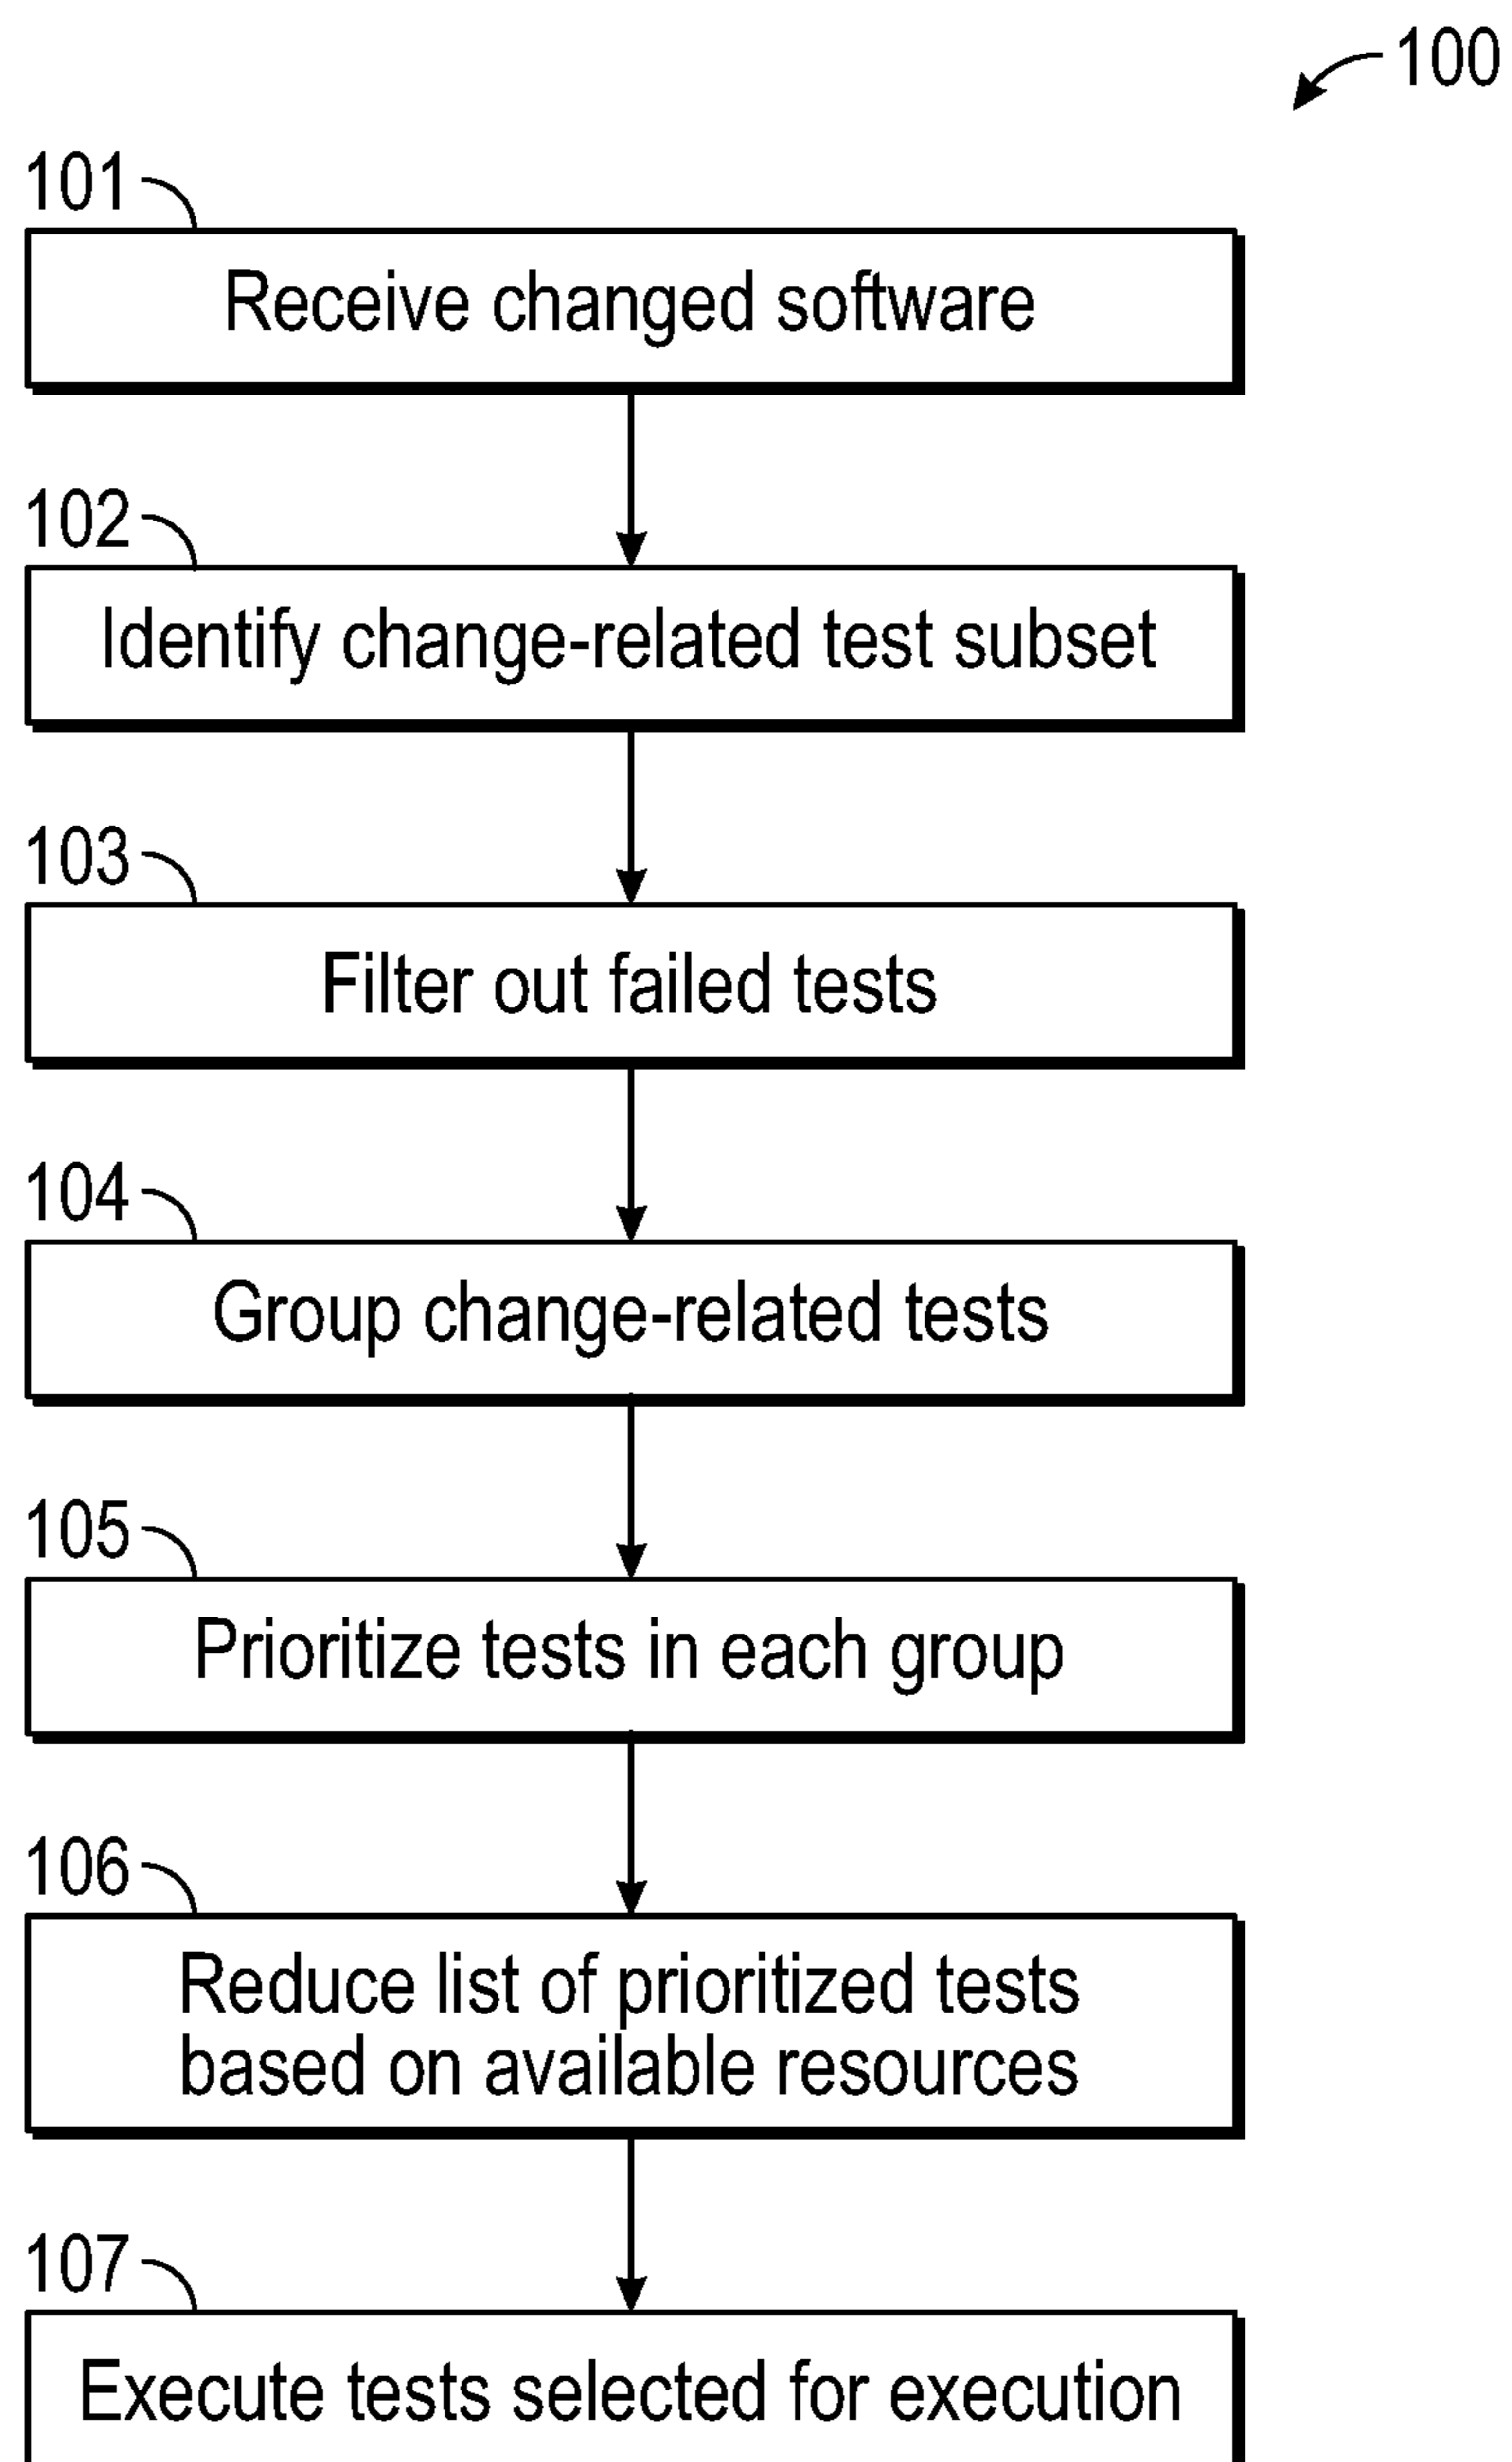 100
101
Receive changed software
102
Identify change-related test subset
103
Filter out failed tests
104
Group change-related tests
105
Prioritize tests in each group
106
Reduce list of prioritized tests
based on available resources
107
Execute tests selected for execution